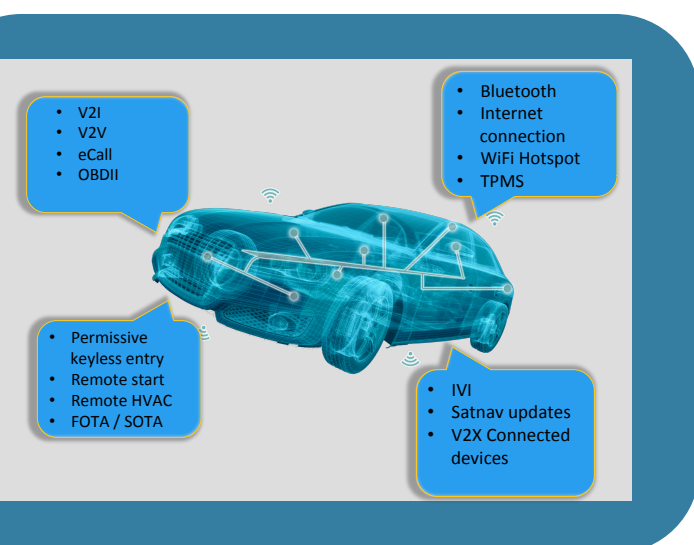 • V2I
• V2V
• eCall
• OBDII
• Bluetooth
• Internet
connection
• WiFi Hotspot
• TPMS
• Permissive
keyless entry
• Remote start
• Remote HVAC
• FOTA / SOTA
• IVI
• Satnav updates
• V2X Connected
devices